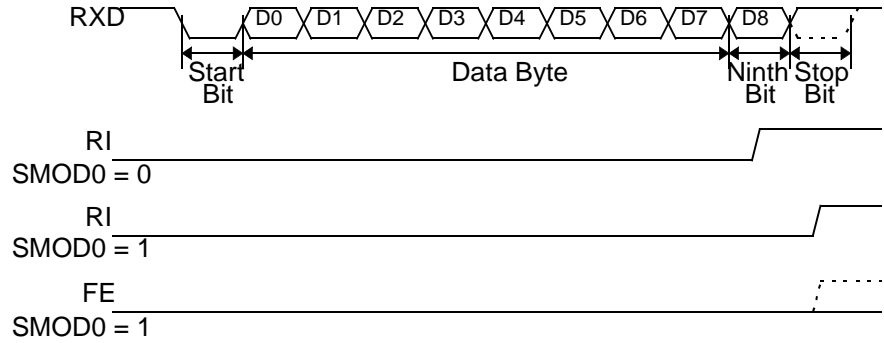 RXD D0 D1 D2 D3 D4 D5 D6 D7 D8
Start Data Byte Ninth Stop
Bit Bit Bit
RI
SMOD0 = 0
RI
SMOD0 = 1
FE
SMOD0 = 1